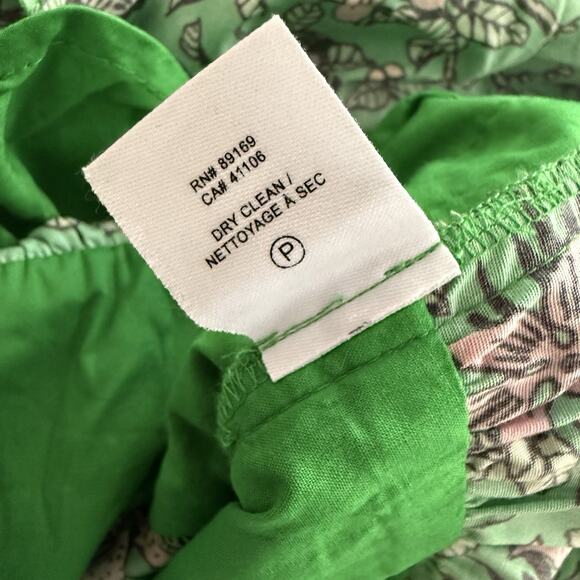 RN# 89169
CA# 41106
DRY CLEAN /
NETTOYAGE À SEC
P